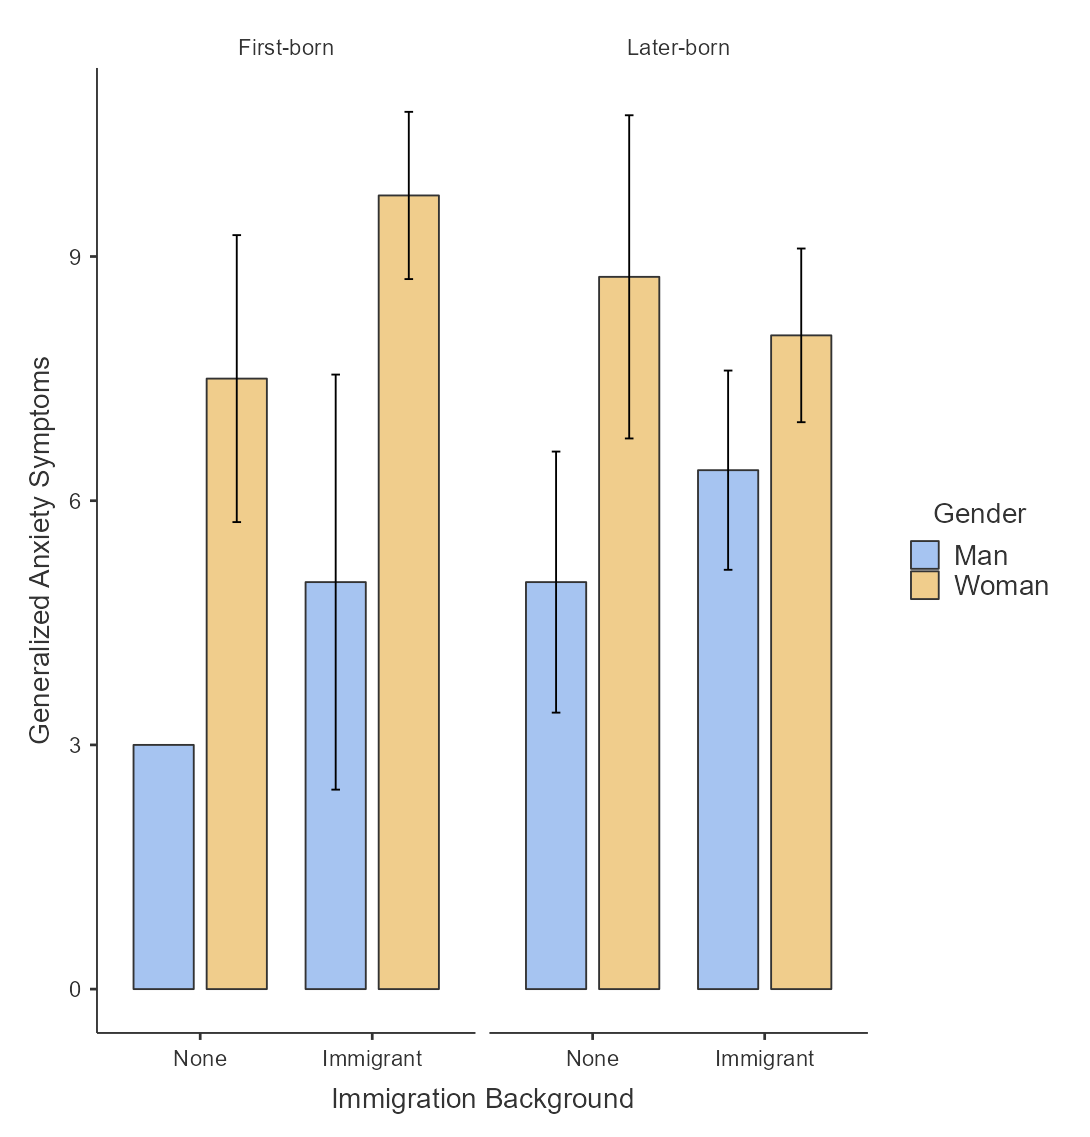 First-born
Later-born
Generalized Anxiety Symptoms
9
6
3
0
None
Immigrant
None
Immigrant
Immigration Background
Gender
Man
Woman